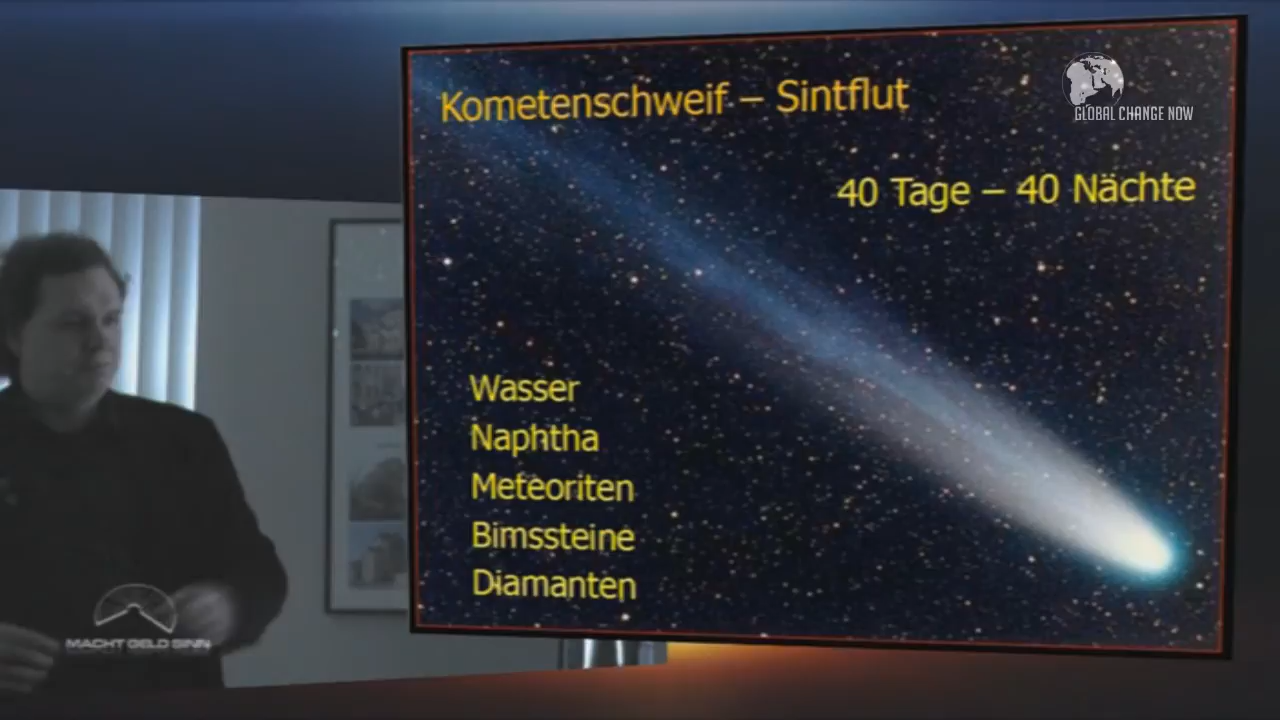 Kometenschweif – Sintflut
GLOBAL CHANGE NOW
40 Tage – 40 Nächte
Wasser
Naphtha
Meteoriten
Bimssteine
Diamanten
MACHT GELD SINN